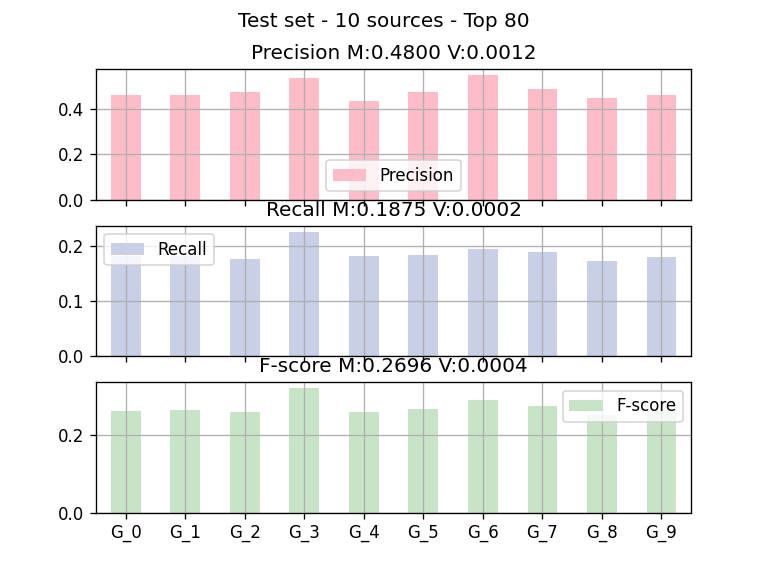 Test set - 10 sources - Top 80
Precision M:0.4800 V:0.0012
0.4
0.2
0.0
Precision
Recall M:0.1875 V:0.0002
0.2
0.1
0.0
Recall
F-score M:0.2696 V:0.0004
0.2
0.0
F-score
G_0 G_1 G_2 G_3 G_4 G_5 G_6 G_7 G_8 G_9